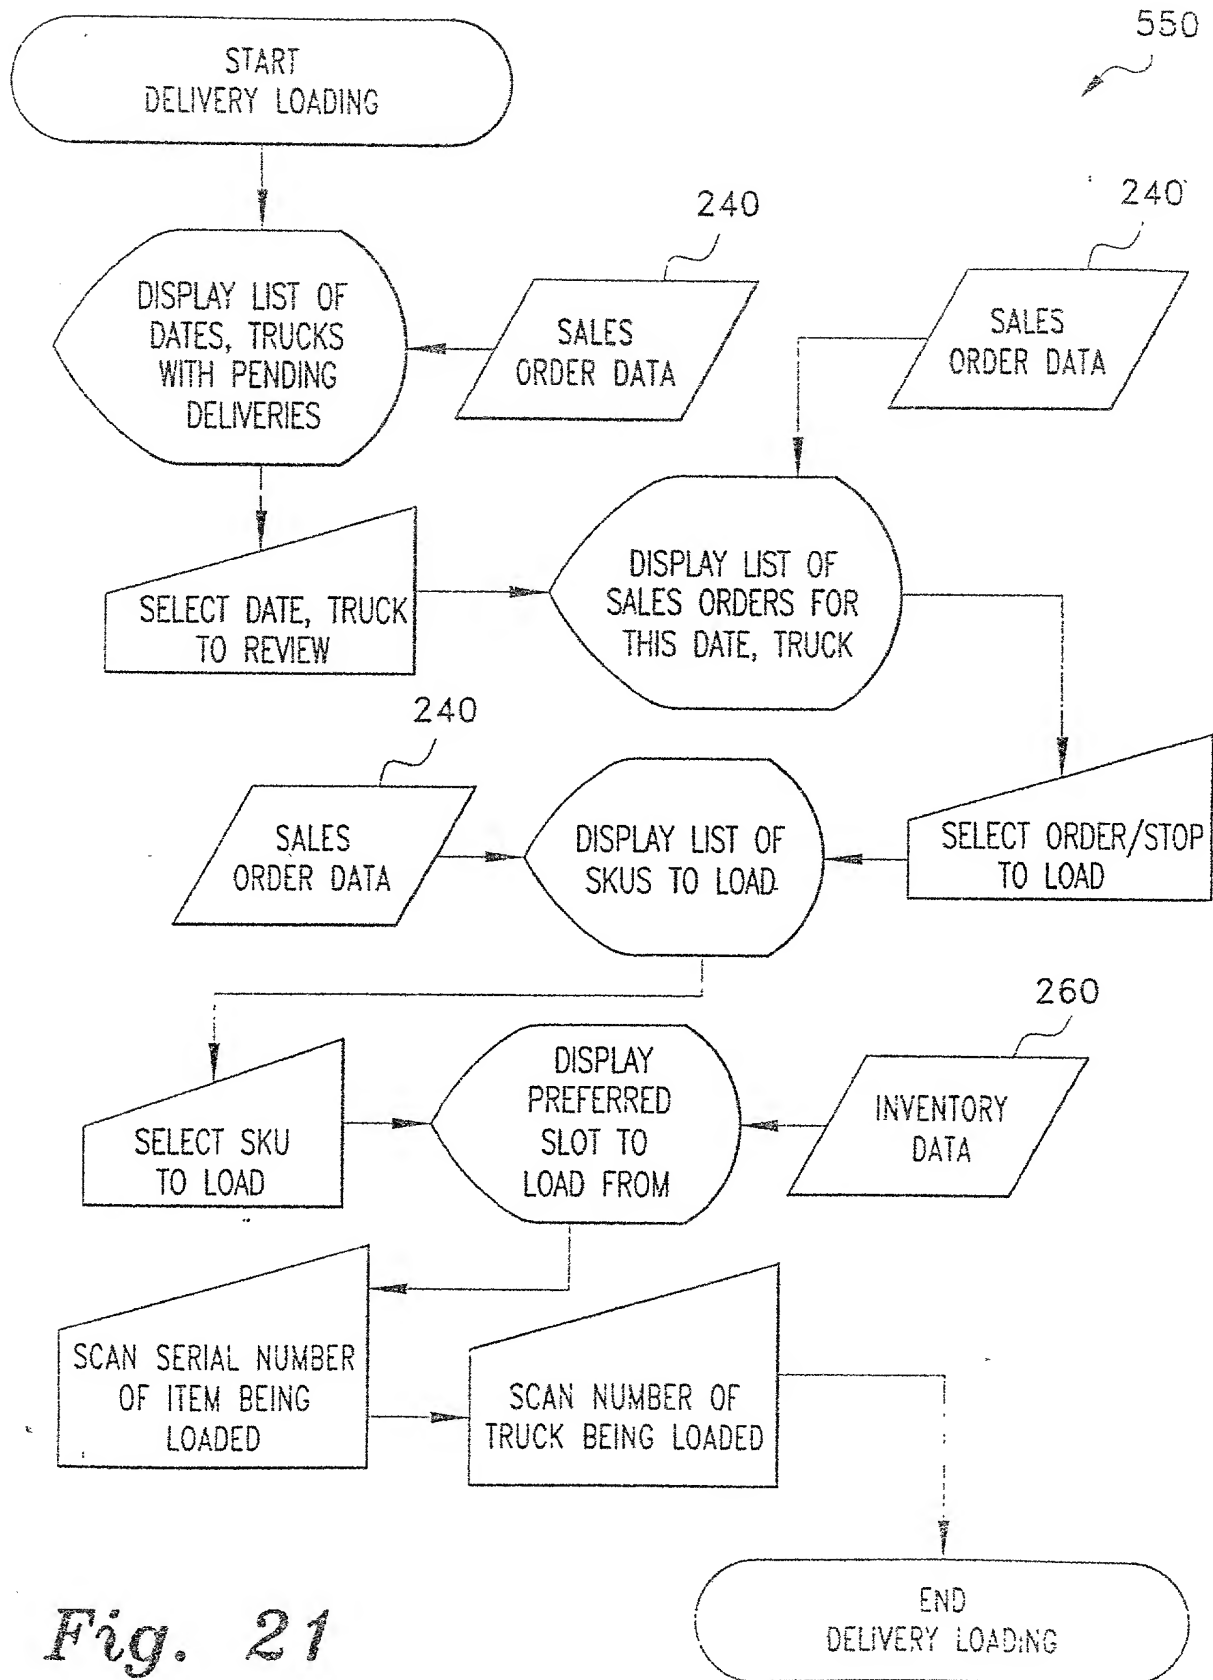 550
START
DELIVERY LOADING
240
240
DISPLAY LIST OF
DATES, TRUCKS
WITH PENDING
DELIVERIES
SALES
ORDER DATA
SALES
ORDER DATA
SELECT DATE, TRUCK
TO REVIEW
DISPLAY LIST OF
SALES ORDERS FOR
THIS DATE, TRUCK
240
SALES
ORDER DATA
DISPLAY LIST OF
SKUS TO LOAD
SELECT ORDER/STOP
TO LOAD
260
SELECT SKU
TO LOAD
DISPLAY
PREFERRED
SLOT TO
LOAD FROM
INVENTORY
DATA
SCAN SERIAL NUMBER
OF ITEM BEING
LOADED
SCAN NUMBER OF
TRUCK BEING LOADED
END
DELIVERY LOADING
Fig. 21